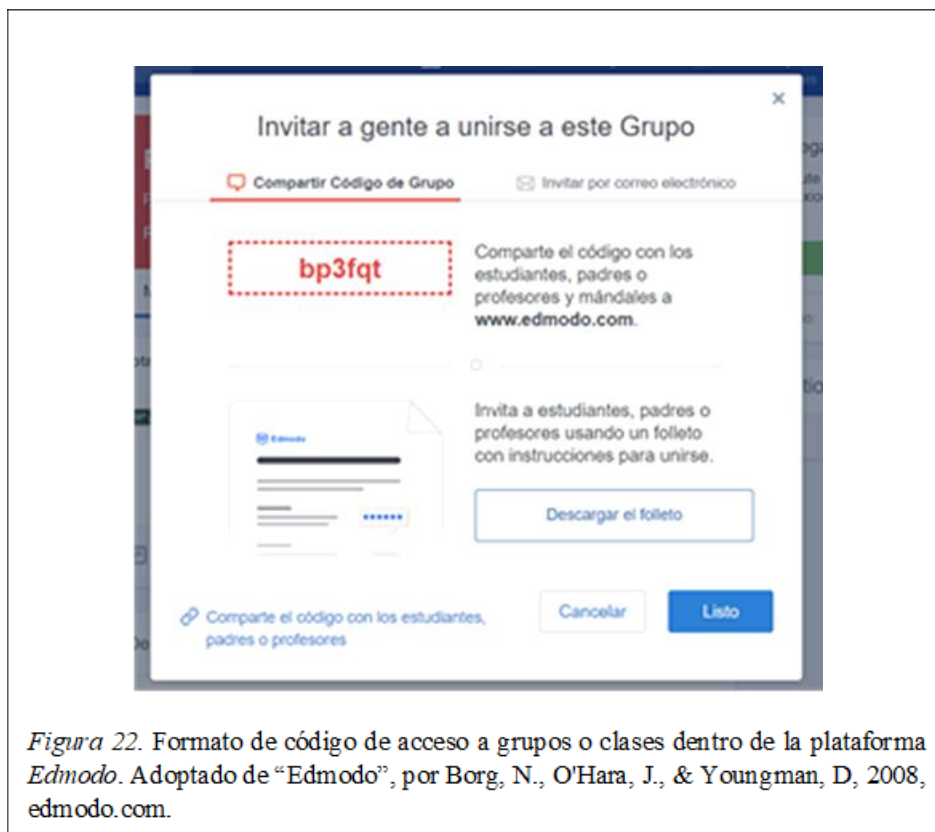 Invitar a gente a unirse a este Grupo
Compartir Código de Grupo
Invitar por correo electrónico
bp3fqt
Comparte el código con los
estudiantes, padres o
profesores y mándales a
www.edmodo.com.
O
Edmodo
Invita a estudiantes, padres o
profesores usando un folleto
con instrucciones para unirse.
Descargar el folleto
Comparte el código con los estudiantes,
padres o profesores
Cancelar
Listo
Figura 22. Formato de código de acceso a grupos o clases dentro de la plataforma
Edmodo. Adoptado de “Edmodo”, por Borg, N., O'Hara, J., & Youngman, D, 2008,
edmodo.com.